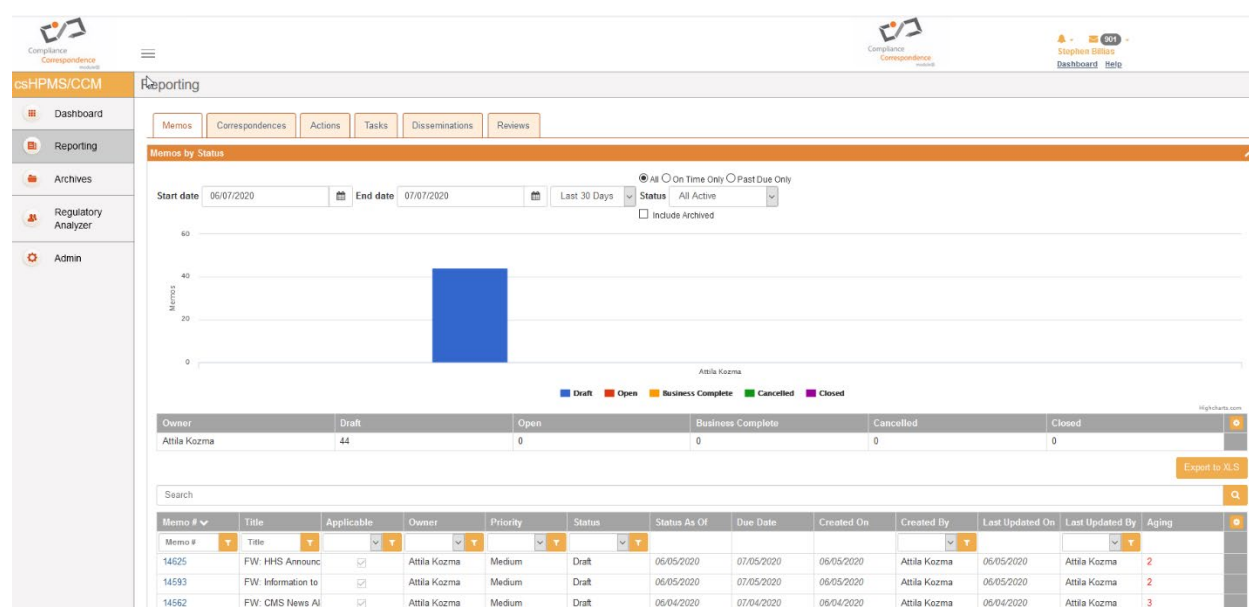 Compliance
Correspondence
module©
Compliance
Correspondence
module©
901
Stephen Billias
Dashboard Help
csHPMS/CCM
Reporting
Dashboard
Reporting
Archives
Regulatory
Analyzer
Admin
Memos Correspondences Actions Tasks Disseminations Reviews
Memos by Status
All On Time Only Past Due Only
Start date 06/07/2020 End date 07/07/2020 Last 30 Days Status All Active
Include Archived
60
40
20
0
Memos
Attila Kozma
Draft Open Business Complete Cancelled Closed
Highcharts.com
Owner Draft Open Business Complete Cancelled Closed
Attila Kozma 44 0 0 0 0
Export to XLS
Search
Memo # Title Applicable Owner Priority Status Status As Of Due Date Created On Created By Last Updated On Last Updated By Aging
Memo # Title
14625 FW: HHS Announc Attila Kozma Medium Draft 06/05/2020 07/05/2020 06/05/2020 Attila Kozma 06/05/2020 Attila Kozma 2
14593 FW: Information to Attila Kozma Medium Draft 06/05/2020 07/05/2020 06/05/2020 Attila Kozma 06/05/2020 Attila Kozma 2
14562 FW: CMS News Al Attila Kozma Medium Draft 06/04/2020 07/04/2020 06/04/2020 Attila Kozma 06/04/2020 Attila Kozma 3